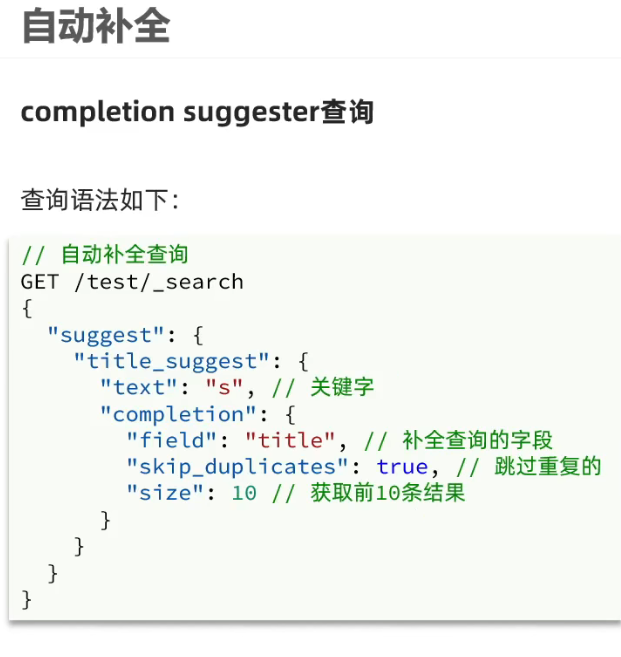 自动补全
completion suggester查询
查询语法如下：
// 自动补全查询
GET /test/_search
{
  "suggest": {
    "title_suggest": {
      "text": "s", // 关键字
      "completion": {
        "field": "title", // 补全查询的字段
        "skip_duplicates": true, // 跳过重复的
        "size": 10 // 获取前10条结果
      }
    }
  }
}